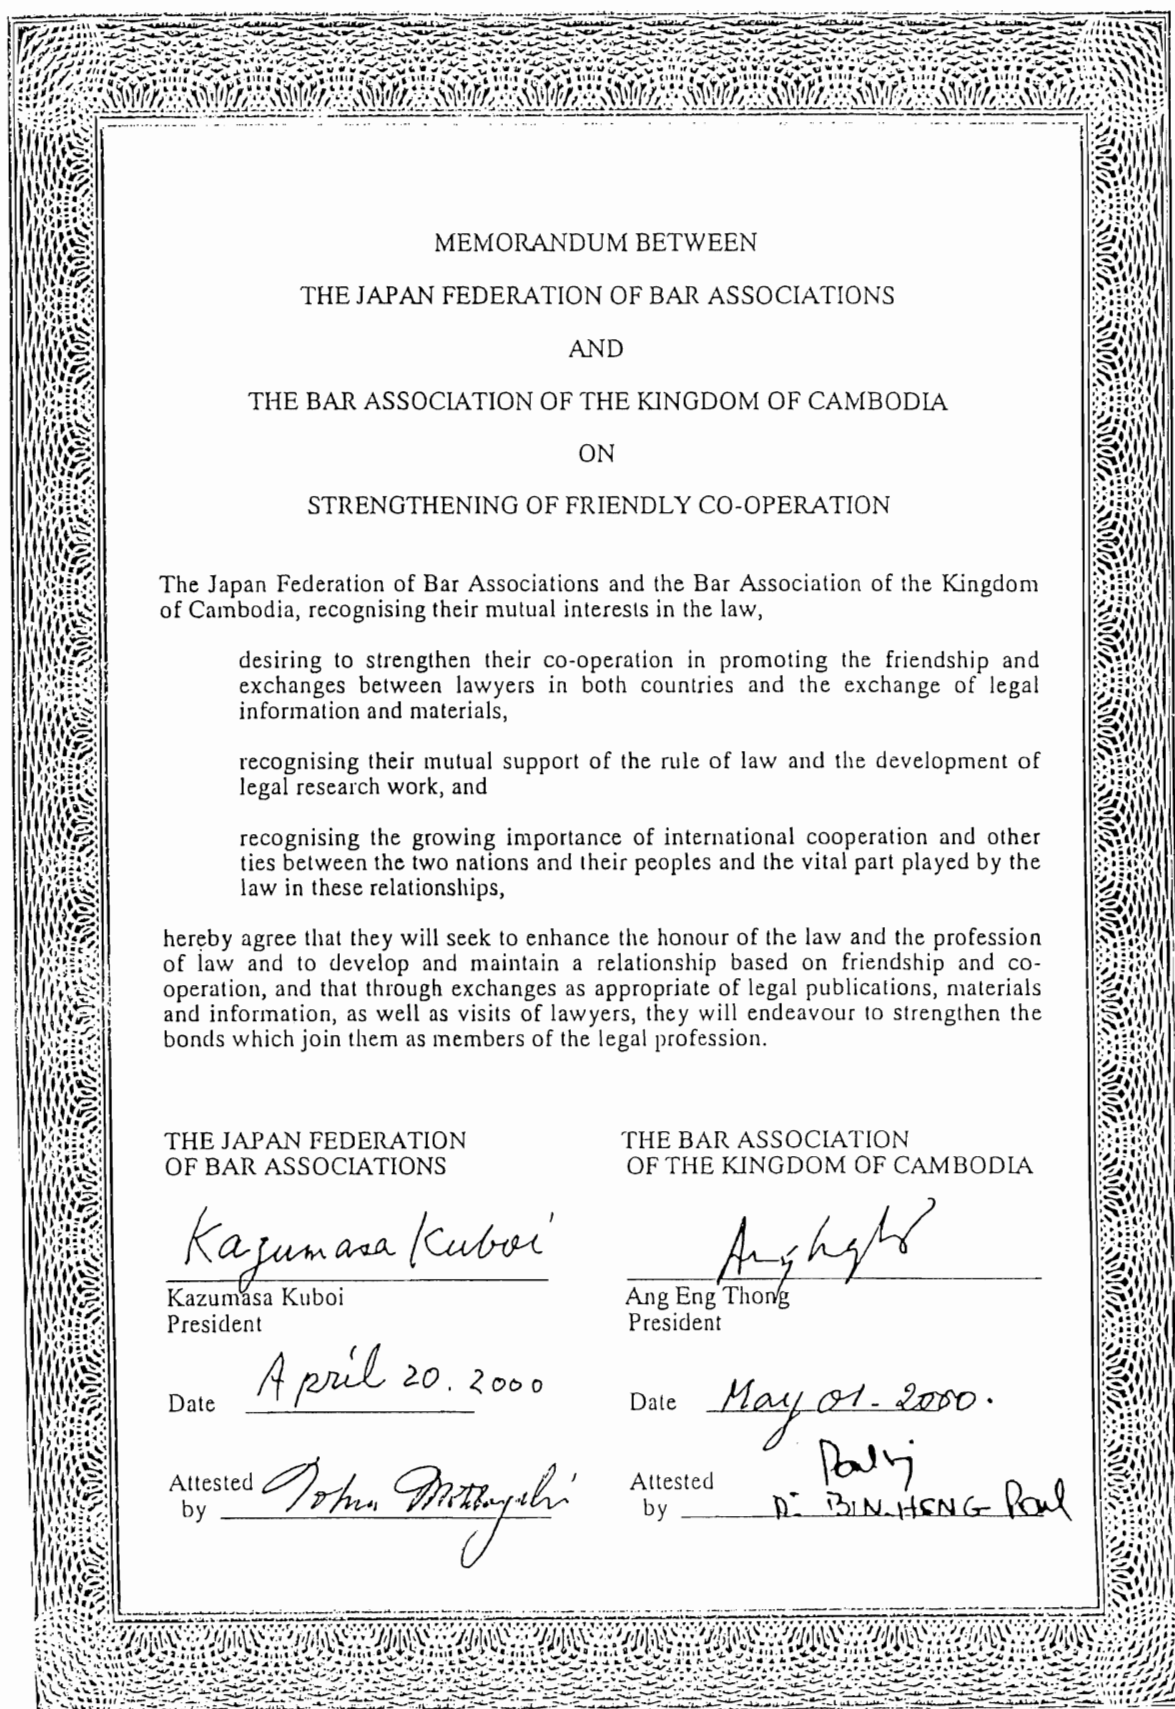 MEMORANDUM BETWEEN
THE JAPAN FEDERATION OF BAR ASSOCIATIONS
AND
THE BAR ASSOCIATION OF THE KINGDOM OF CAMBODIA
ON
STRENGTHENING OF FRIENDLY CO-OPERATION
The Japan Federation of Bar Associations and the Bar Association of the Kingdom
of Cambodia, recognising their mutual interests in the law,
desiring to strengthen their co-operation in promoting the friendship and
exchanges between lawyers in both countries and the exchange of legal
information and materials,
recognising their mutual support of the rule of law and the development of
legal research work, and
recognising the growing importance of international cooperation and other
ties between the two nations and their peoples and the vital part played by the
law in these relationships,
hereby agree that they will seek to enhance the honour of the law and the profession
of law and to develop and maintain a relationship based on friendship and co-
operation, and that through exchanges as appropriate of legal publications, materials
and information, as well as visits of lawyers, they will endeavour to strengthen the
bonds which join them as members of the legal profession.
THE JAPAN FEDERATION
OF BAR ASSOCIATIONS
Kazumasa Kuboi
Kazumasa Kuboi
President
Date April 20. 2000
Attested
by
THE BAR ASSOCIATION
OF THE KINGDOM OF CAMBODIA
Ang Eng Thong
President
Date May 01-2000.
Attested
by BIN.HENG Paul